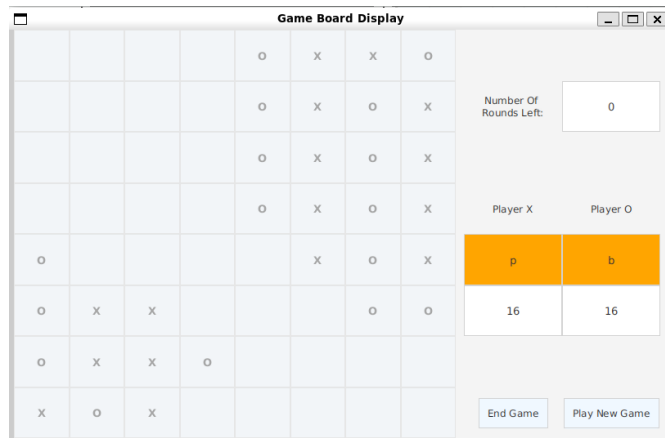 Game Board Display
O X X O
O X O X
Number Of
Rounds Left:
0
O X O X
O X O X
Player X
Player O
O X O X
p
b
O X X O O
16
16
O X X O
X O X
End Game
Play New Game